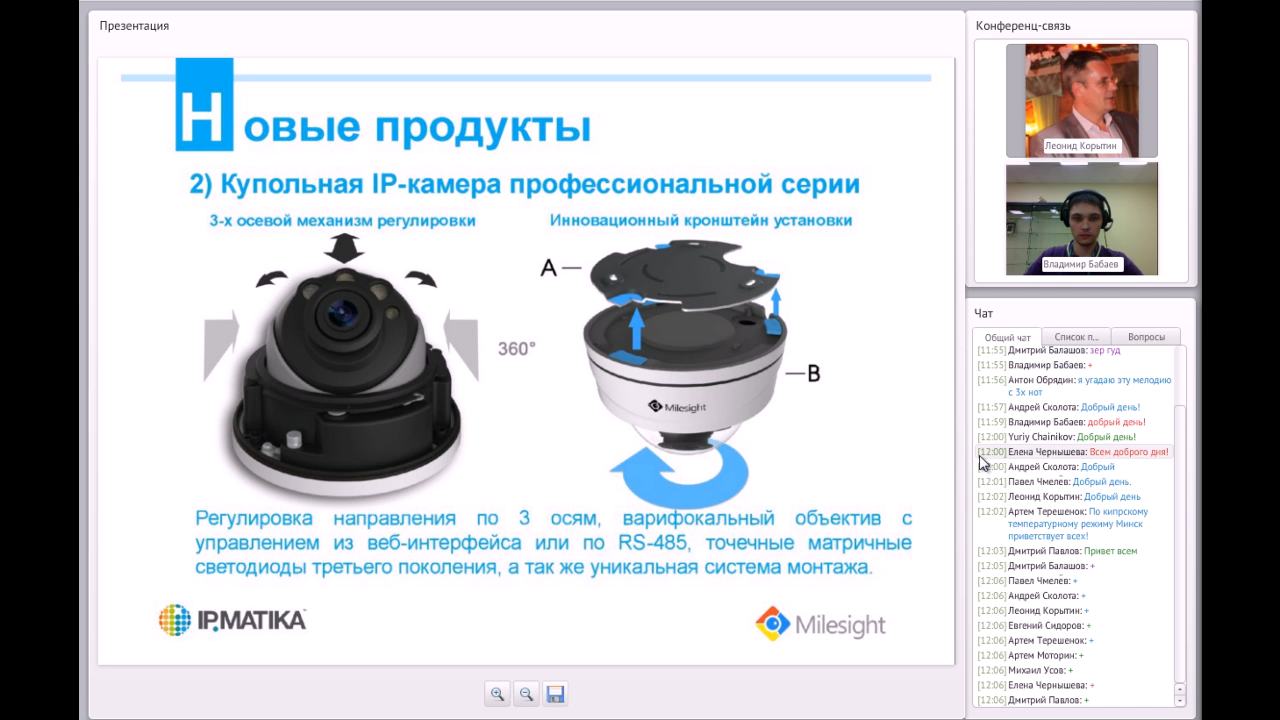 Презентация
Новые продукты
2) Купольная IP-камера профессиональной серии
3-х осевой механизм регулировки
Инновационный кронштейн установки
A
360°
B
Milesight
Регулировка направления по 3 осям, варифокальный объектив с
управлением из веб-интерфейса или по RS-485, точечные матричные
светодиоды третьего поколения, а так же уникальная система монтажа.
IPMATIKA
Milesight
Конференц-связь
Леонид Корытин
Владимир Бабаев
Чат
Общий чат
Список п...
Вопросы
[11:55] Дмитрий Балашов: зер гуд
[11:55] Владимир Бабаев: +
[11:56] Антон Обрядин: я угадаю эту мелодию
с 3х нот
[11:57] Андрей Сколота: Добрый день!
[11:59] Владимир Бабаев: добрый день!
[12:00] Yuriy Chainikov: Добрый день!
[12:00] Елена Чернышева: Всем доброго дня!
:00] Андрей Сколота: Добрый
[12:01] Павел Чмелёв: Добрый день.
[12:02] Леонид Корытин: Добрый день
[12:02] Артем Терешенок: По кипрскому
температурному режиму Минск
приветствует всех!
[12:03] Дмитрий Павлов: Привет всем
[12:05] Дмитрий Балашов: +
[12:06] Павел Чмелёв: +
[12:06] Андрей Сколота: +
[12:06] Леонид Корытин: +
[12:06] Евгений Сидоров: +
[12:06] Артем Терешенок: +
[12:06] Артем Моторин: +
[12:06] Михаил Усов: +
[12:06] Елена Чернышева: +
[12:06] Дмитрий Павлов: +